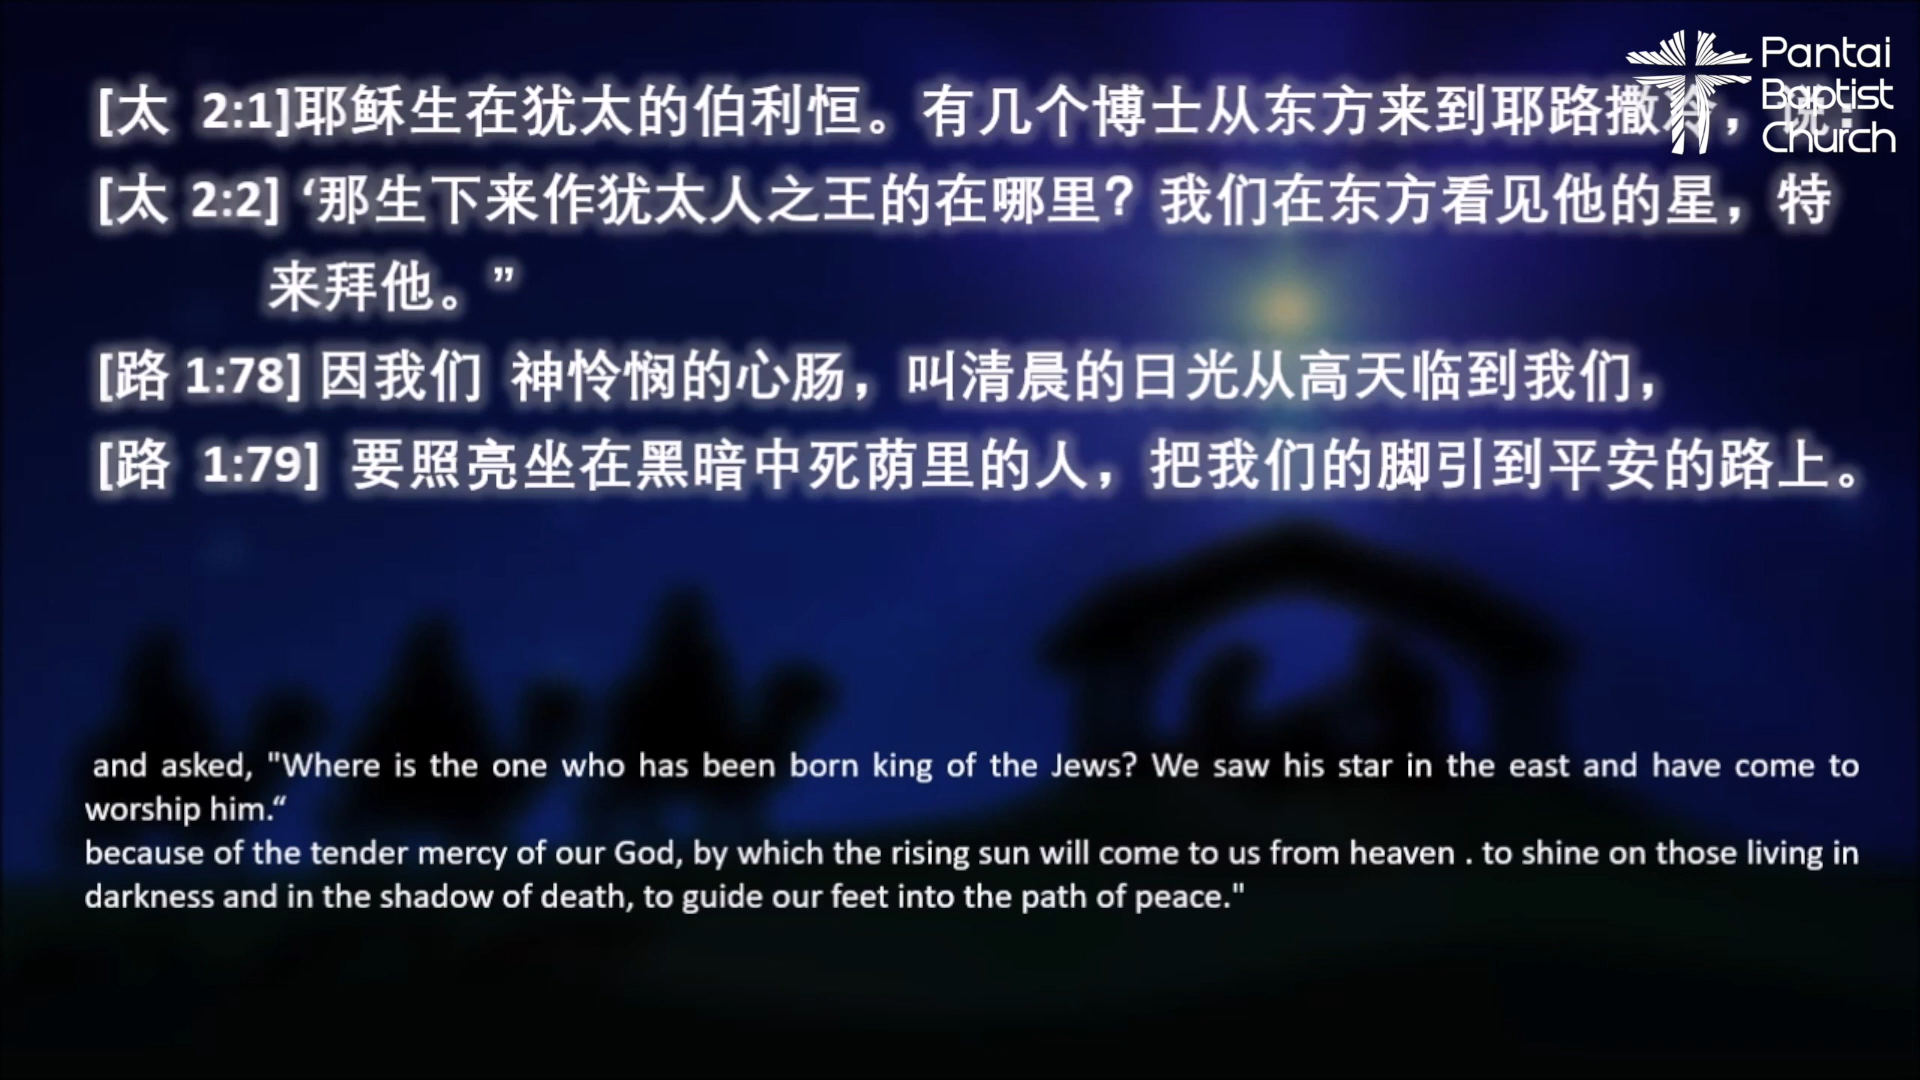 [太 2:1]耶稣生在犹太的伯利恒。有几个博士从东方来到耶路撒冷，说：
Pantai
Baptist
Church
[太 2:2] ‘那生下来作犹太人之王的在哪里？我们在东方看见他的星，特
来拜他。”
[路 1:78] 因我们 神怜悯的心肠，叫清晨的日光从高天临到我们，
[路 1:79] 要照亮坐在黑暗中死荫里的人，把我们的脚引到平安的路上。
and asked, "Where is the one who has been born king of the Jews? We saw his star in the east and have come to
worship him.“
because of the tender mercy of our God, by which the rising sun will come to us from heaven . to shine on those living in
darkness and in the shadow of death, to guide our feet into the path of peace."